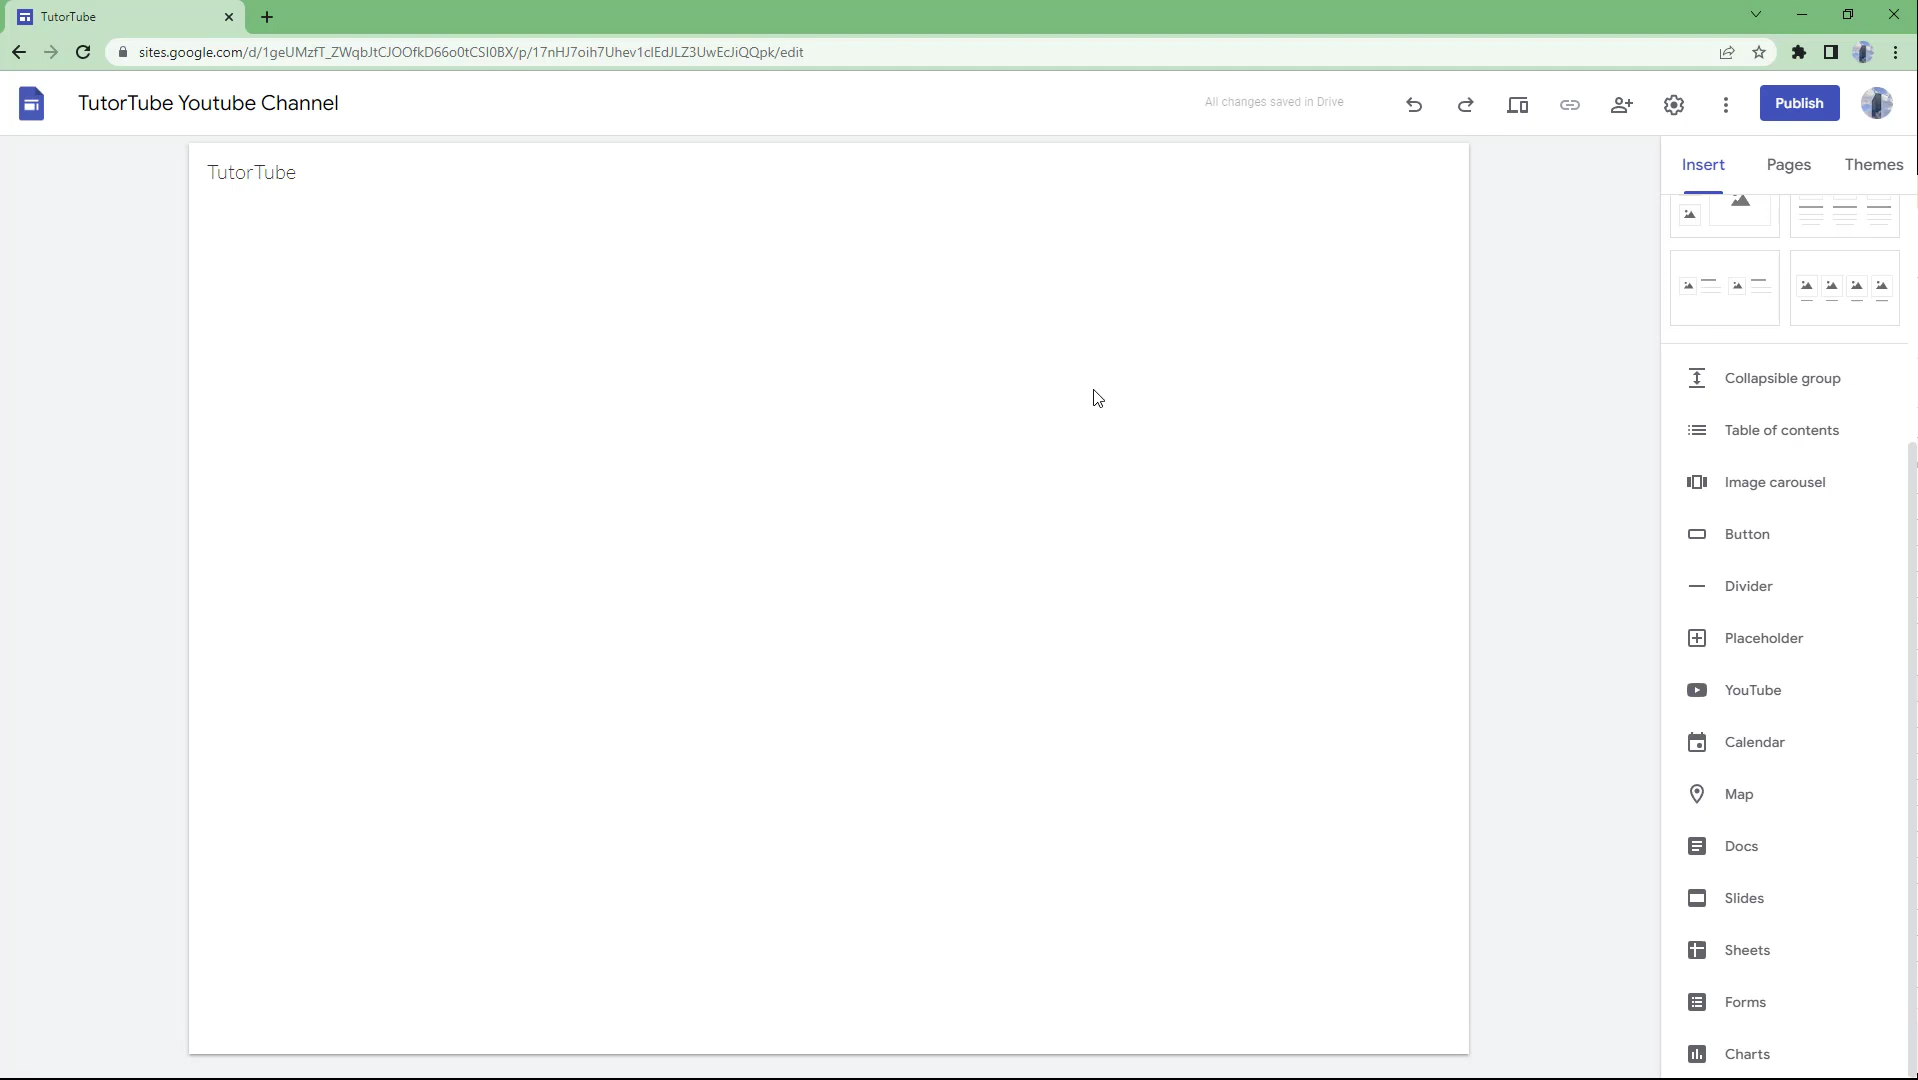 TutorTube
sites.google.com/d/1geUMzfT_ZWqbJtCJOOfkD66o0tCSI0BX/p/17nHJ7oih7Uhev1clEdJLZ3UwEcJiQQpk/edit
TutorTube Youtube Channel
All changes saved in Drive
Publish
TutorTube
Insert
Pages
Themes
Collapsible group
Table of contents
Image carousel
Button
Divider
Placeholder
YouTube
Calendar
Map
Docs
Slides
Sheets
Forms
Charts